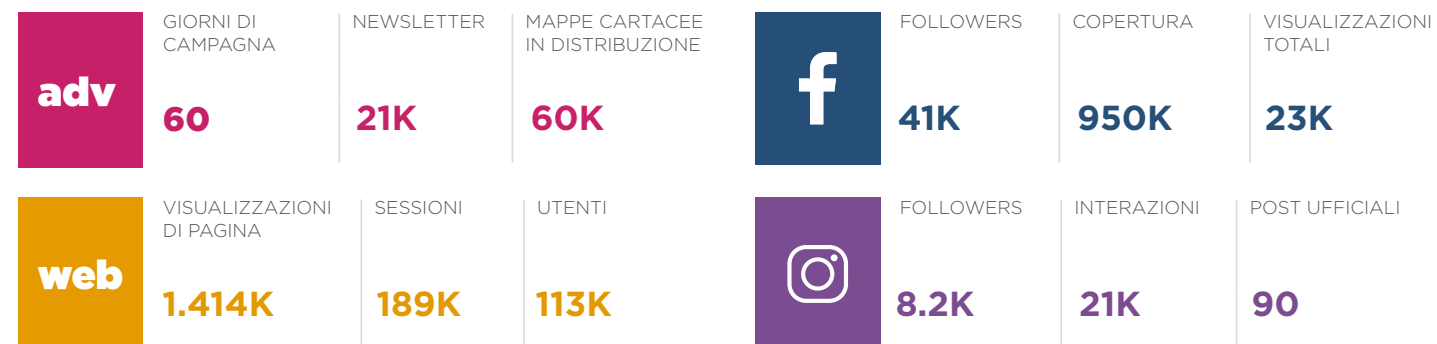 adv
GIORNI DI
CAMPAGNA
60
NEWSLETTER
21K
MAPPE CARTACEE
IN DISTRIBUZIONE
60K
f
FOLLOWERS
41K
COPERTURA
950K
VISUALIZZAZIONI
TOTALI
23K
web
VISUALIZZAZIONI
DI PAGINA
1.414K
SESSIONI
189K
UTENTI
113K
FOLLOWERS
8.2K
INTERAZIONI
21K
POST UFFICIALI
90